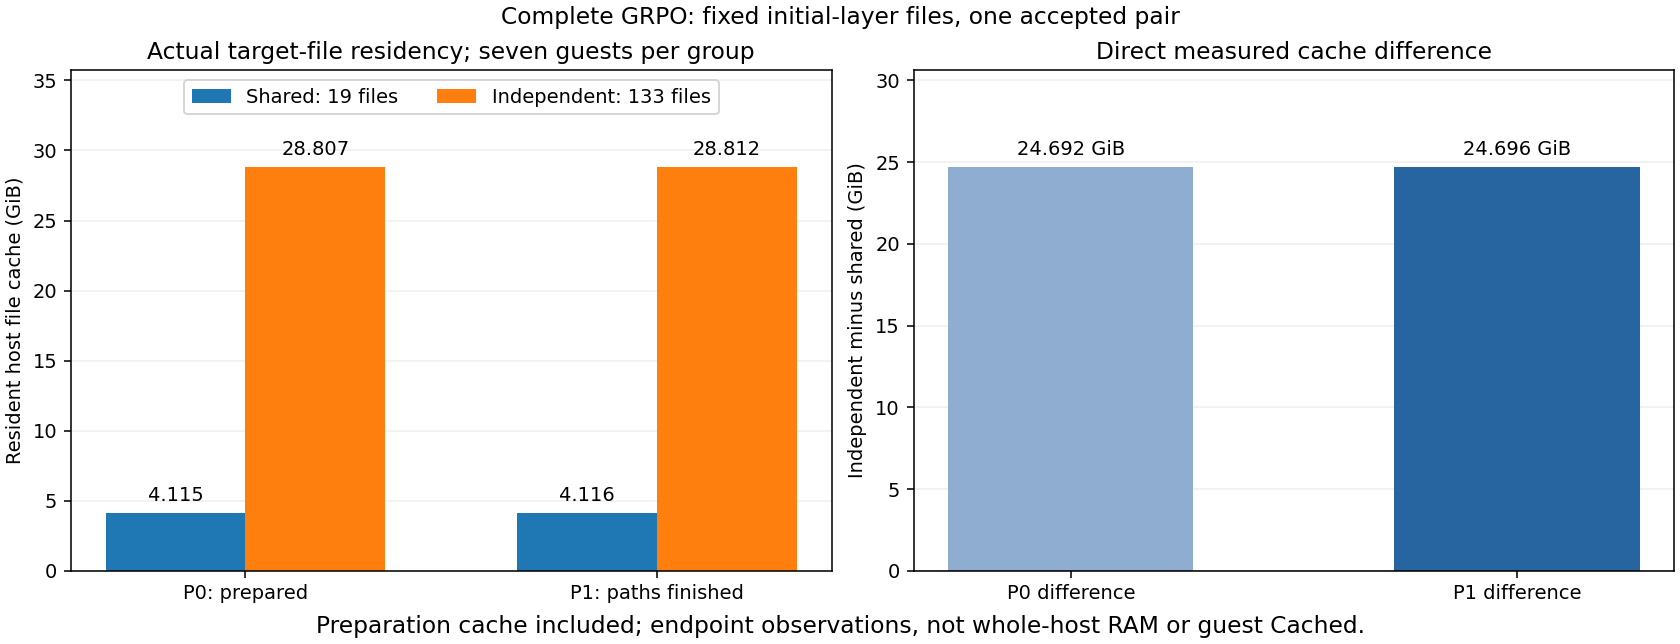 Complete GRPO: fixed initial-layer files, one accepted pair
Actual target-file residency; seven guests per group
Shared: 19 files
Independent: 133 files
Resident host file cache (GiB)
35
30
25
20
15
10
5
0
28.807
28.812
4.115
4.116
P0: prepared
P1: paths finished
Direct measured cache difference
Independent minus shared (GiB)
30
25
20
15
10
5
0
24.692 GiB
24.696 GiB
P0 difference
P1 difference
Preparation cache included; endpoint observations, not whole-host RAM or guest Cached.